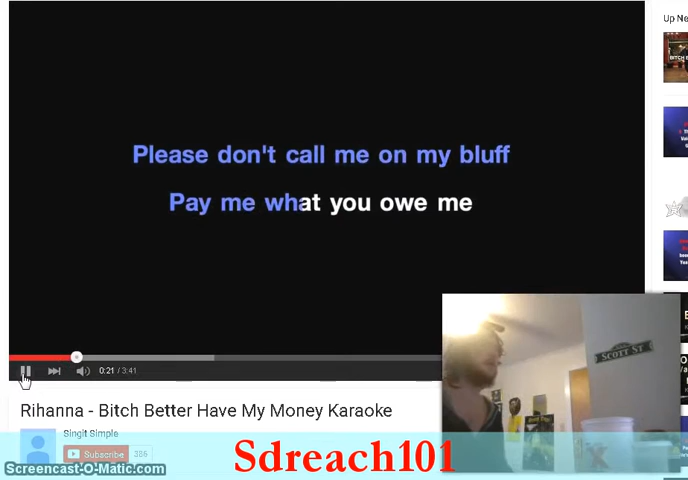 Up Ne
Please don't call me on my bluff
Pay me what you owe me
SCOTT ST
0:21 / 3:41
Rihanna - Bitch Better Have My Money Karaoke
Singit Simple
Subscribe 386
Sdreach101
Screencast-O-Matic.com